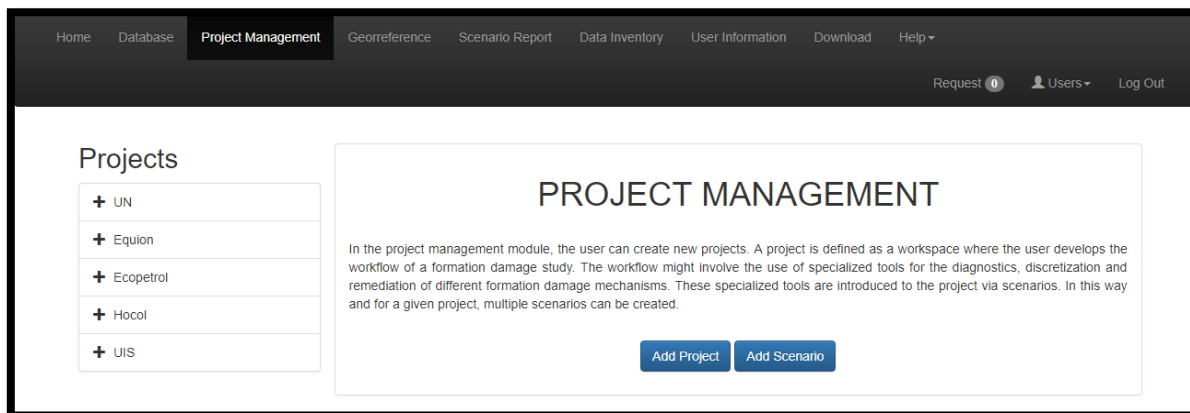 Home Database Project Management Georreference Scenario Report Data Inventory User Information Download Help
Request 0 Users Log Out
Projects
UN
Equion
Ecopetrol
Hocol
UIS
PROJECT MANAGEMENT
In the project management module, the user can create new projects. A project is defined as a workspace where the user develops the
workflow of a formation damage study. The workflow might involve the use of specialized tools for the diagnostics, discretization and
remediation of different formation damage mechanisms. These specialized tools are introduced to the project via scenarios. In this way
and for a given project, multiple scenarios can be created.
Add Project Add Scenario